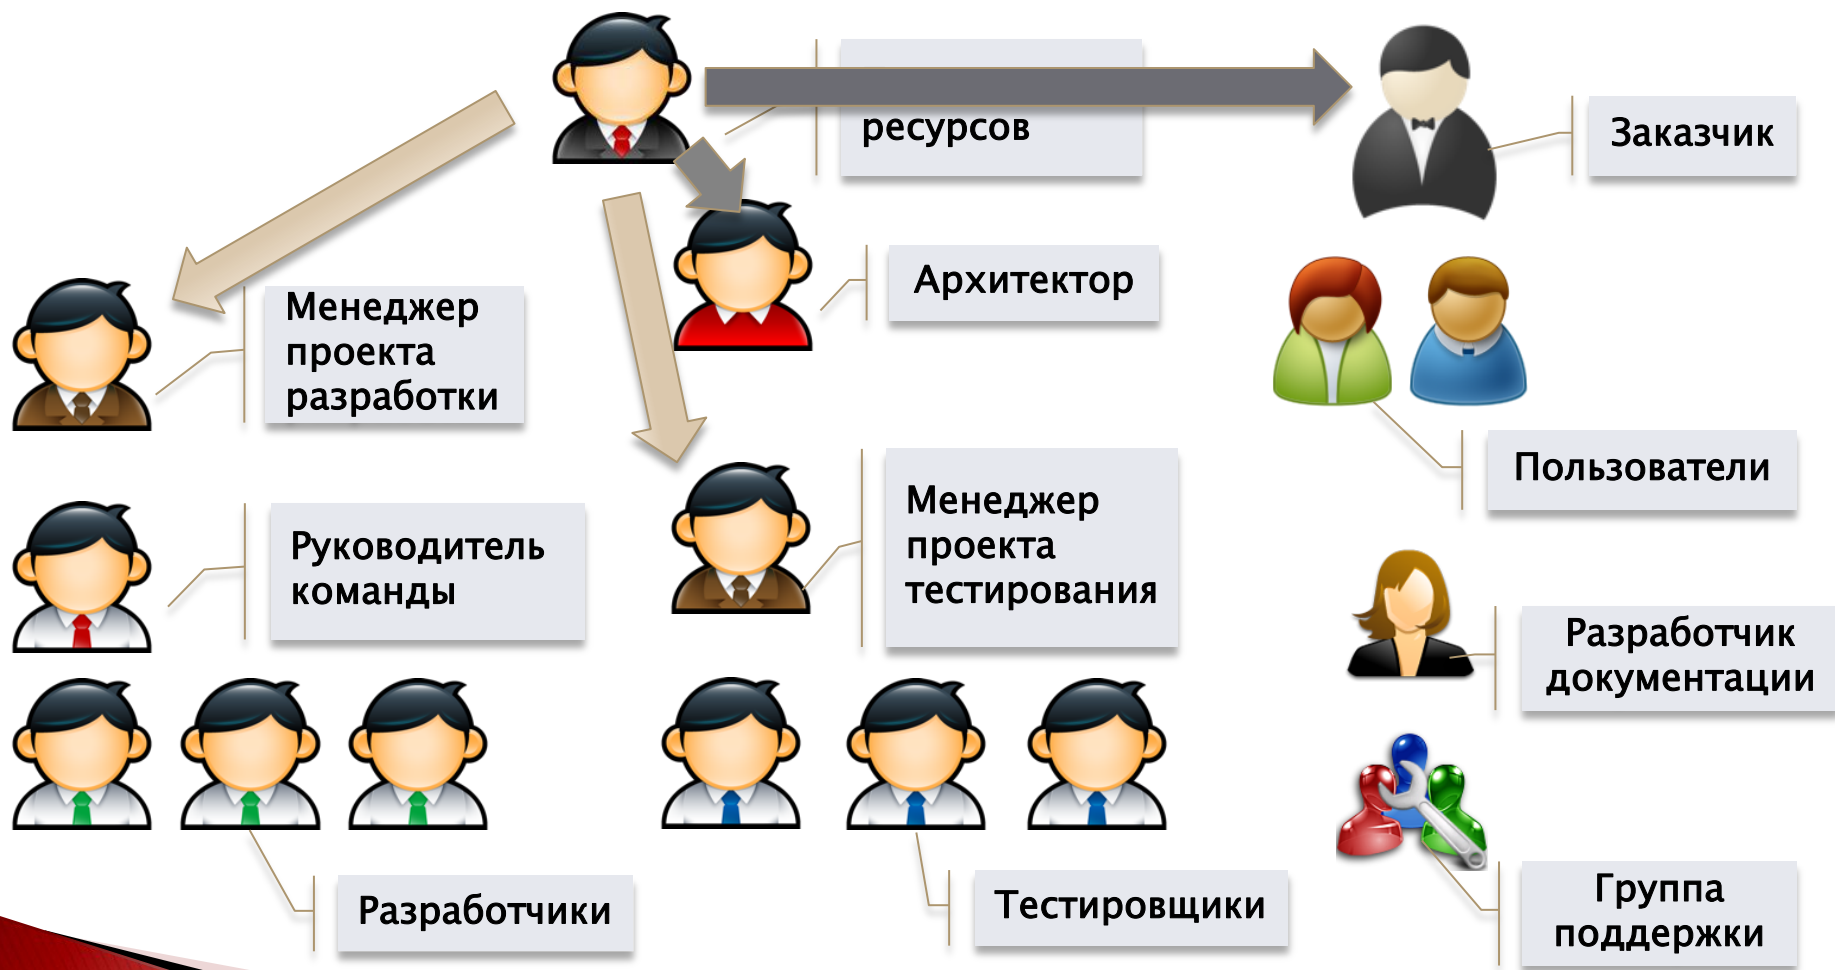 ресурсов
Заказчик
Архитектор
Менеджер
проекта
разработки
Пользователи
Менеджер
проекта
тестирования
Руководитель
команды
Разработчик
документации
Разработчики
Тестировщики
Группа
поддержки